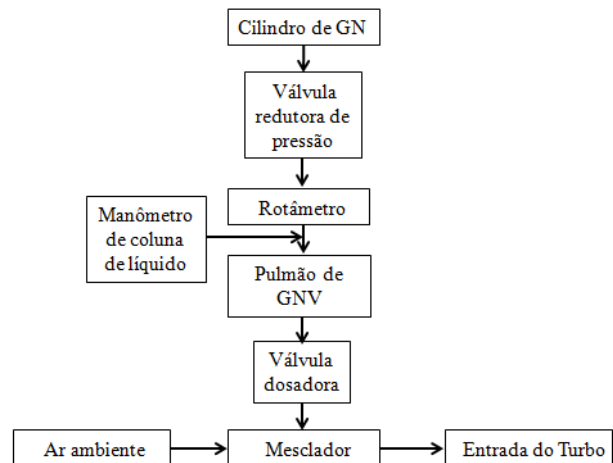 Cilindro de GN
Válvula
redutora de
pressão
Rotâmetro
Manômetro
de coluna
de líquido
Pulmão de
GNV
Válvula
dosadora
Ar ambiente
Mesclador
Entrada do Turbo